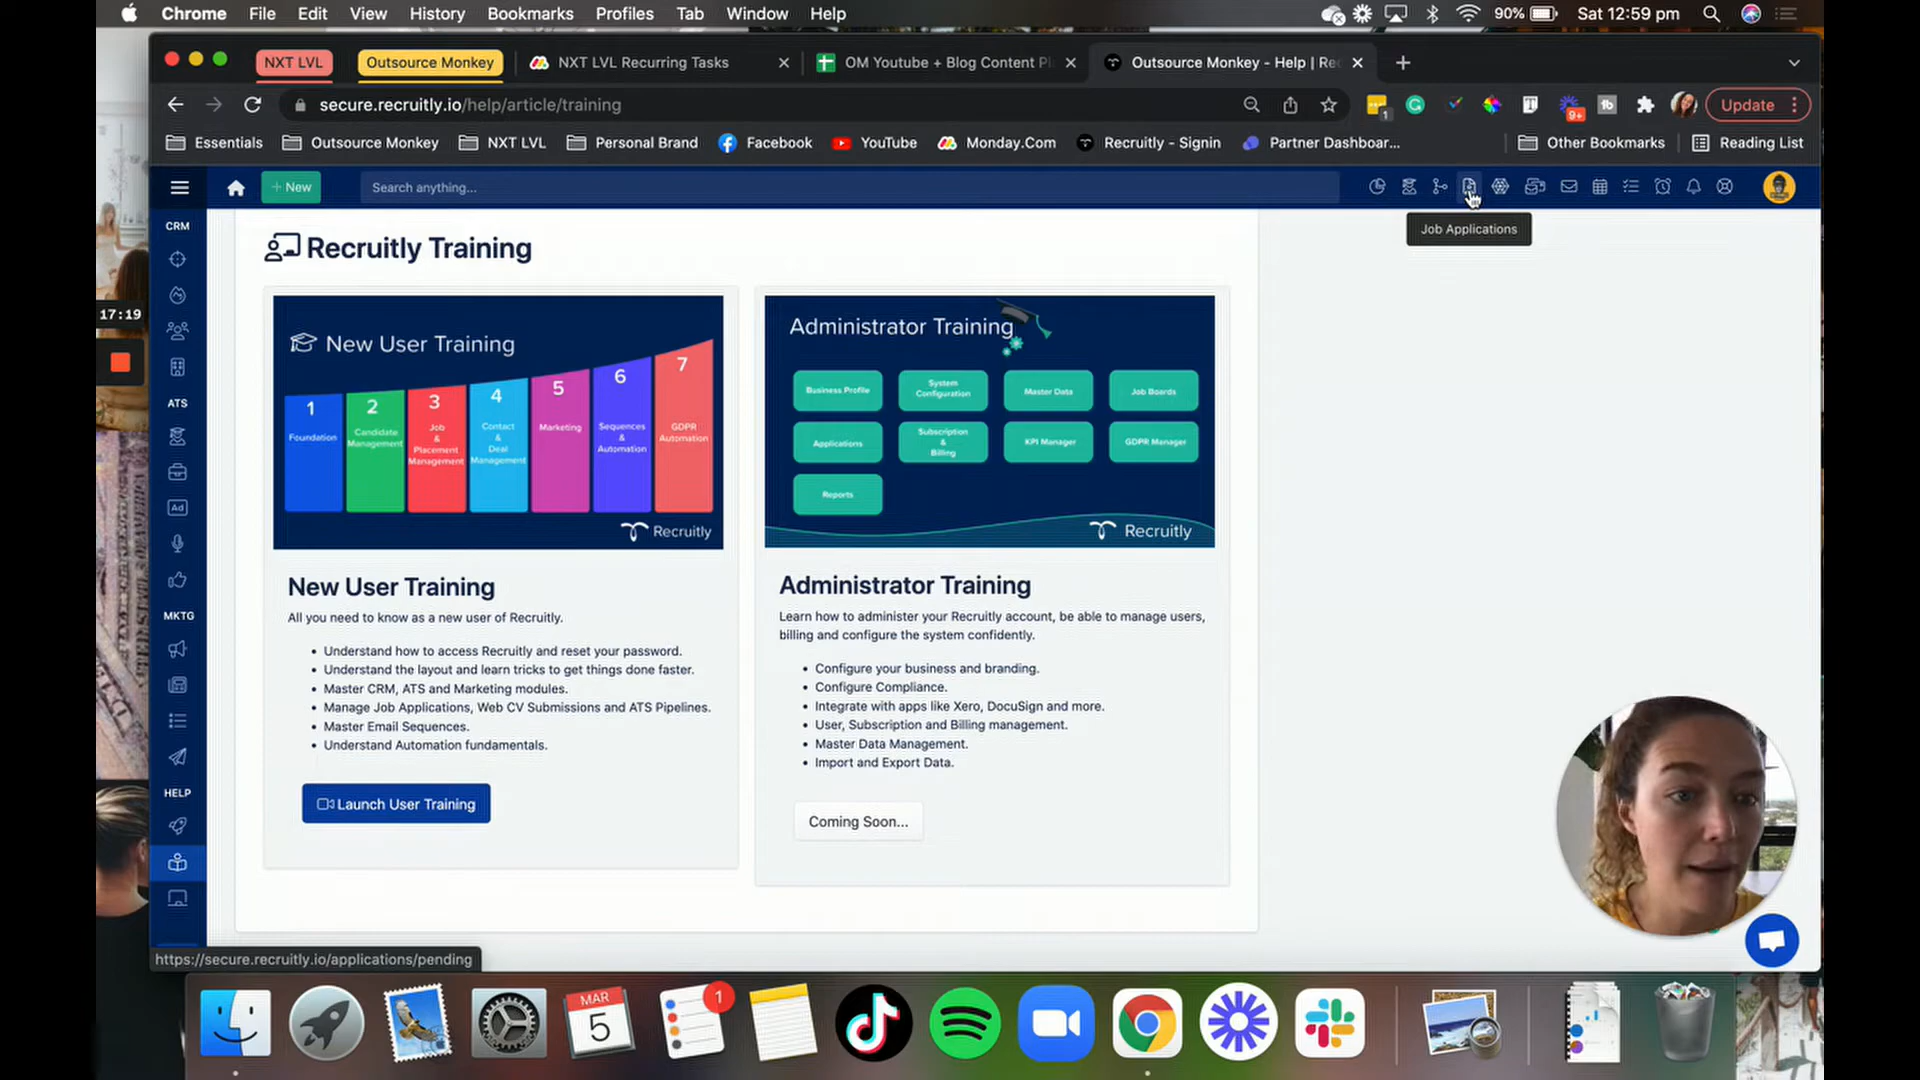 Chrome File Edit View History Bookmarks Profiles Tab Window Help
90% Sat 12:59 pm
NXT LVL
Outsource Monkey
NXT LVL Recurring Tasks
OM Youtube + Blog Content Pl
Outsource Monkey - Help | Rec
secure.recruitly.io/help/article/training
1
9+
Update
Essentials
Outsource Monkey
NXT LVL
Personal Brand
Facebook
YouTube
Monday.Com
Recruitly - Signin
Partner Dashboar...
Other Bookmarks
Reading List
+ New
Search anything...
Job Applications
17:19
CRM
ATS
Ad
MKTG
HELP
Recruitly Training
New User Training
1
Foundation
2
Candidate
Management
3
Job
&
Placement
Management
4
Contact
&
Deal
Management
5
Marketing
6
Sequences
&
Automation
7
GDPR
Automation
Recruitly
New User Training
All you need to know as a new user of Recruitly.
• Understand how to access Recruitly and reset your password.
• Understand the layout and learn tricks to get things done faster.
• Master CRM, ATS and Marketing modules.
• Manage Job Applications, Web CV Submissions and ATS Pipelines.
• Master Email Sequences.
• Understand Automation fundamentals.
Launch User Training
Administrator Training
Business Profile
System
Configuration
Master Data
Job Boards
Applications
Subscription
&
Billing
KPI Manager
GDPR Manager
Reports
Recruitly
Administrator Training
Learn how to administer your Recruitly account, be able to manage users,
billing and configure the system confidently.
• Configure your business and branding.
• Configure Compliance.
• Integrate with apps like Xero, DocuSign and more.
• User, Subscription and Billing management.
• Master Data Management.
• Import and Export Data.
Coming Soon...
https://secure.recruitly.io/applications/pending
MAR
5
1